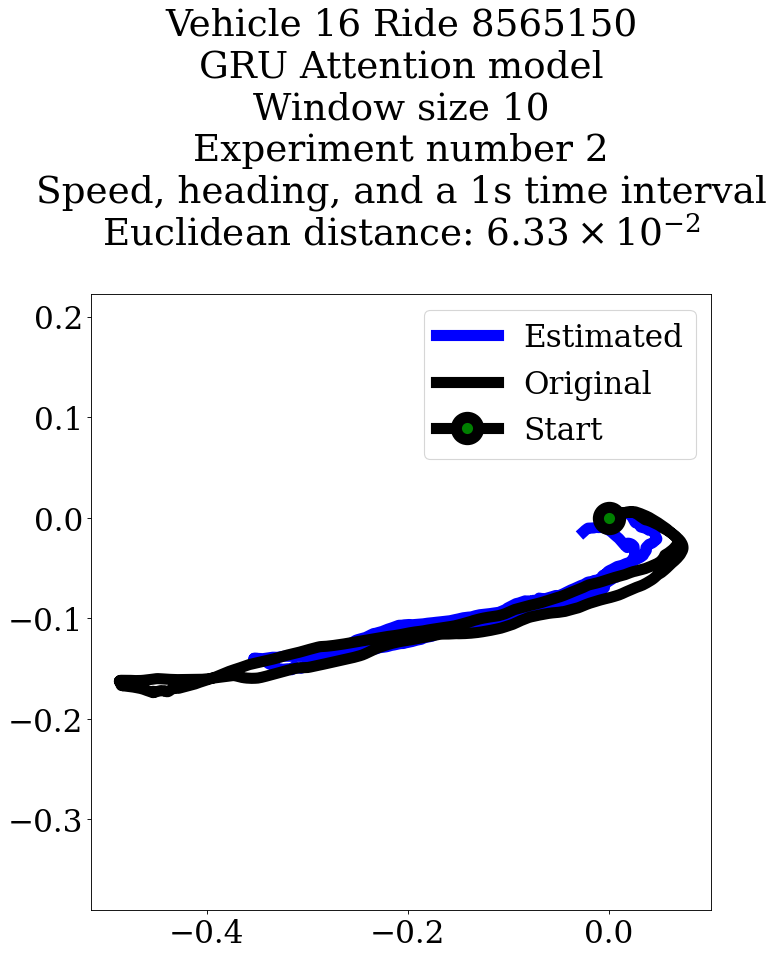 Vehicle 16 Ride 8565150
GRU Attention model
Window size 10
Experiment number 2
Speed, heading, and a 1s time interval
Euclidean distance: 6.33 × 10⁻²
Estimated
Original
Start
0.2
0.1
0.0
−0.1
−0.2
−0.3
−0.4
−0.2
0.0